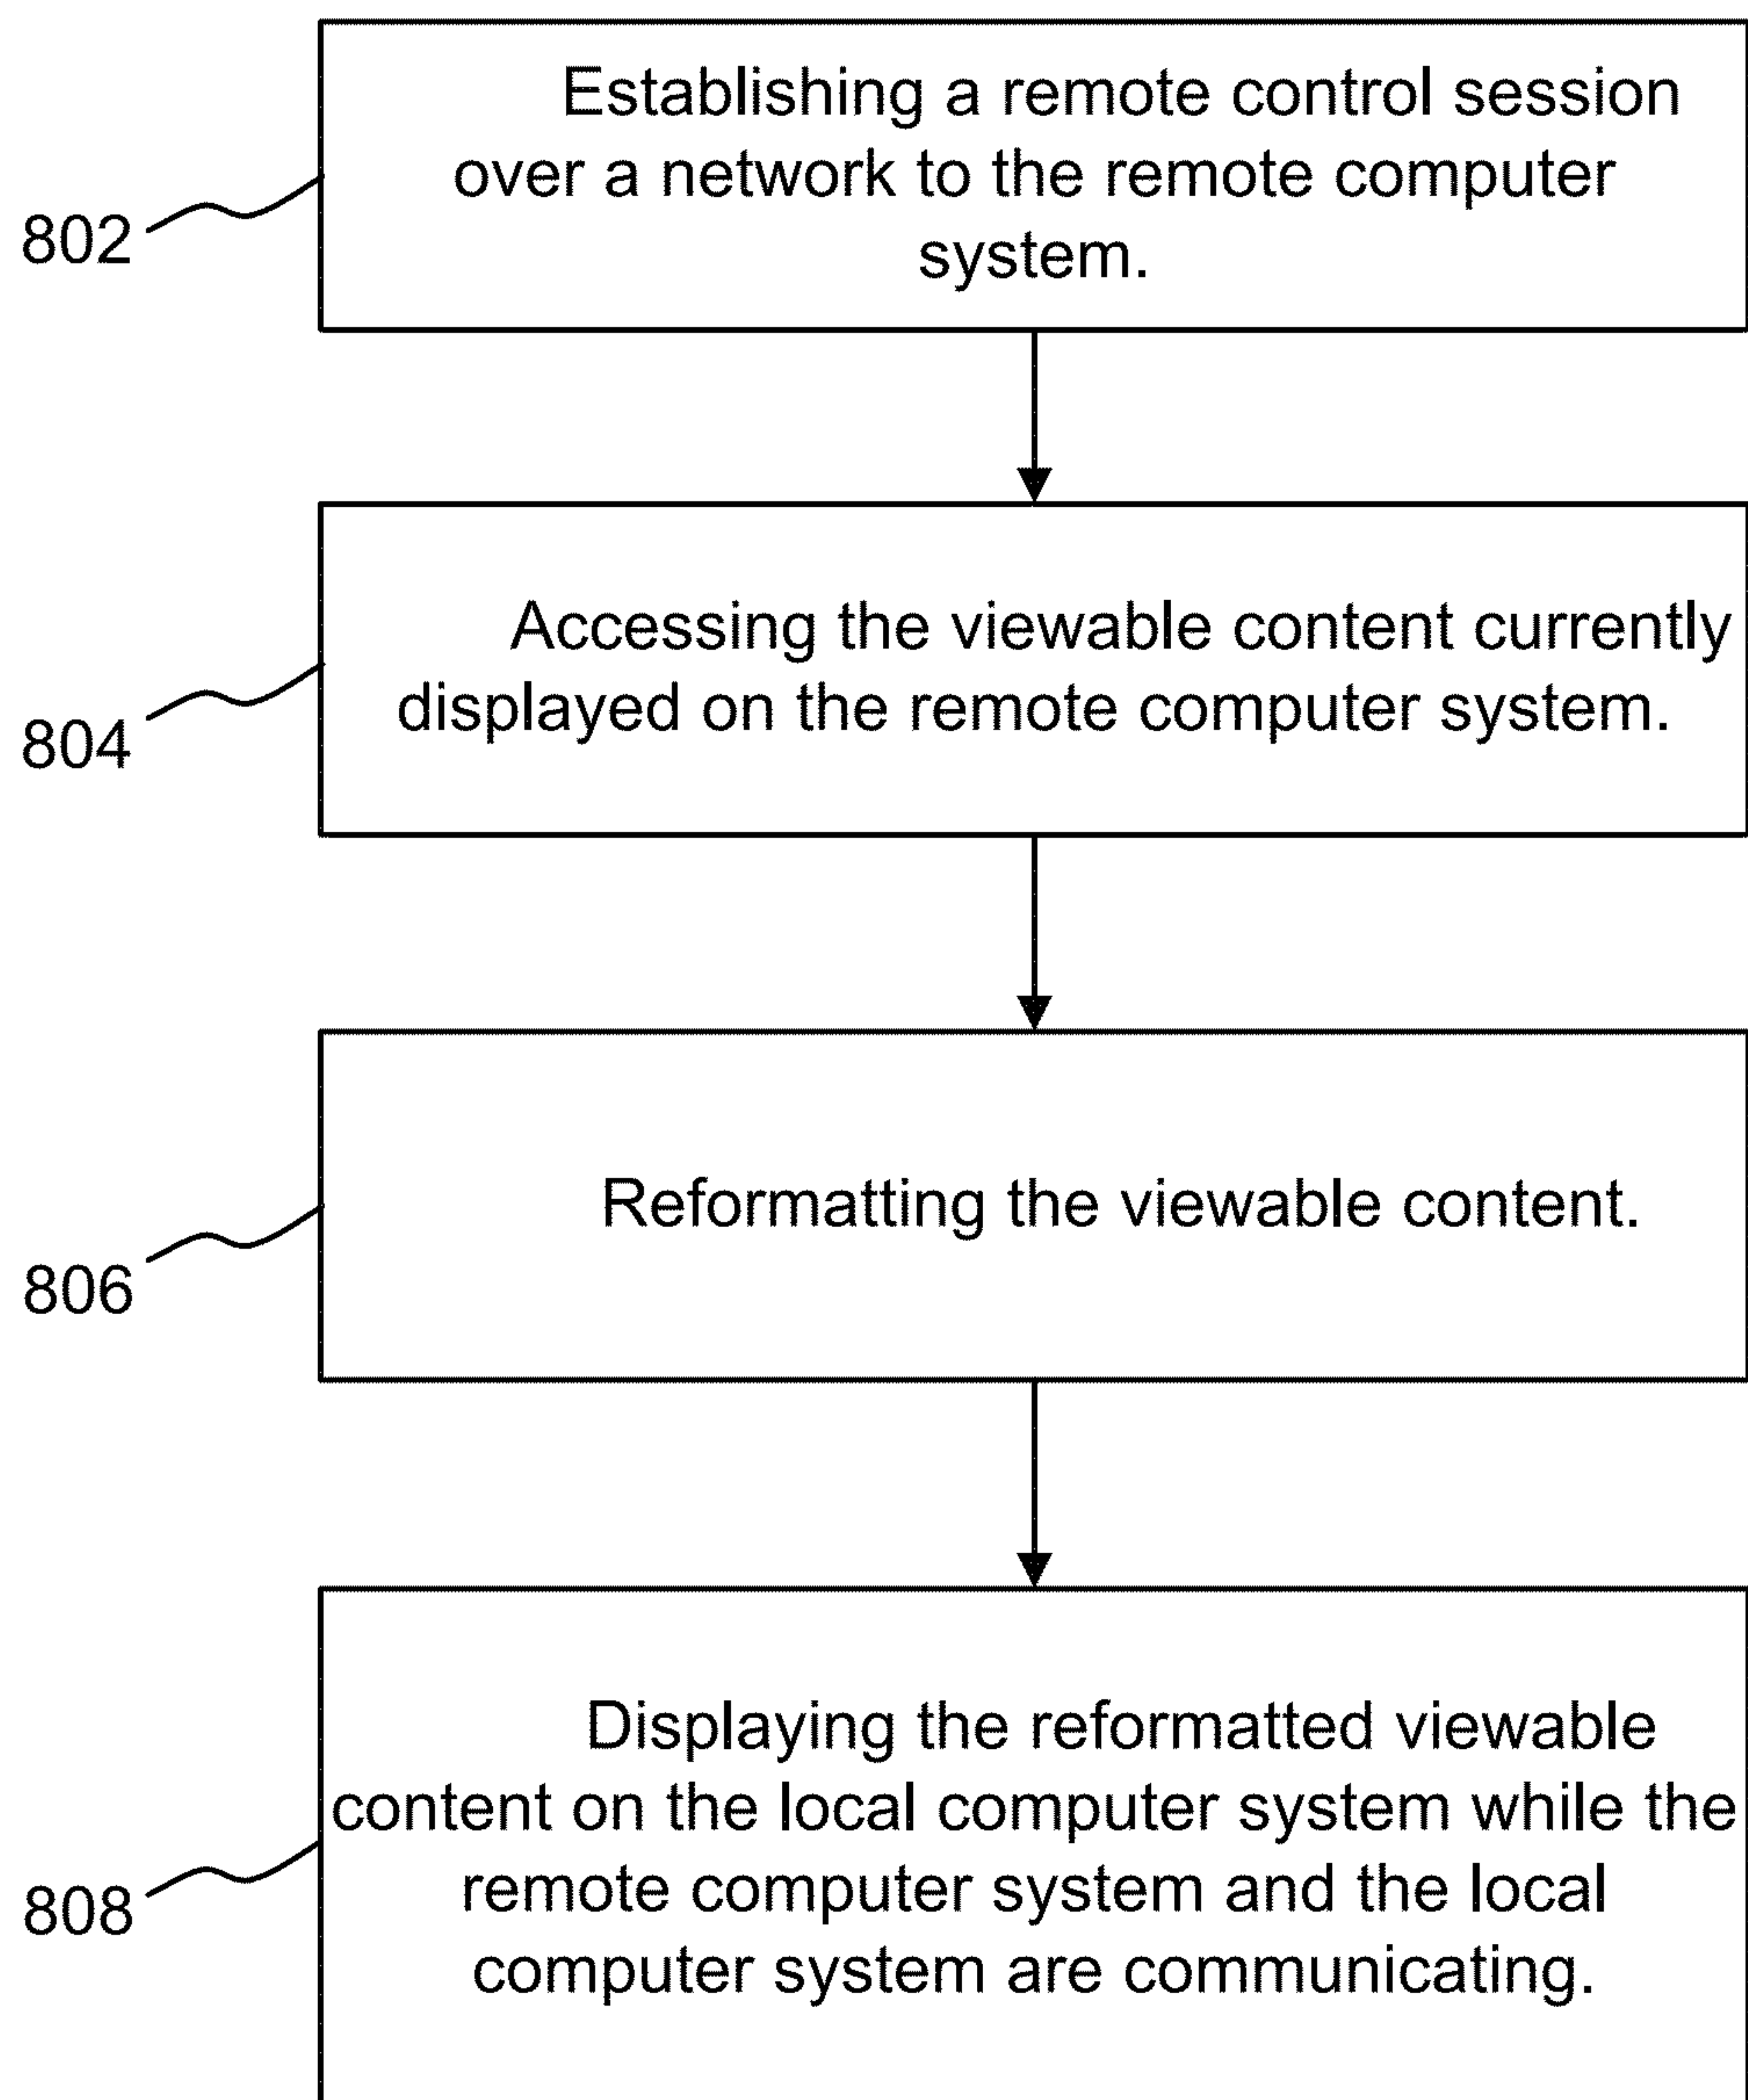 Establishing a remote control session
over a network to the remote computer
system.
802
Accessing the viewable content currently
displayed on the remote computer system.
804
Reformatting the viewable content.
806
Displaying the reformatted viewable
content on the local computer system while the
remote computer system and the local
computer system are communicating.
808